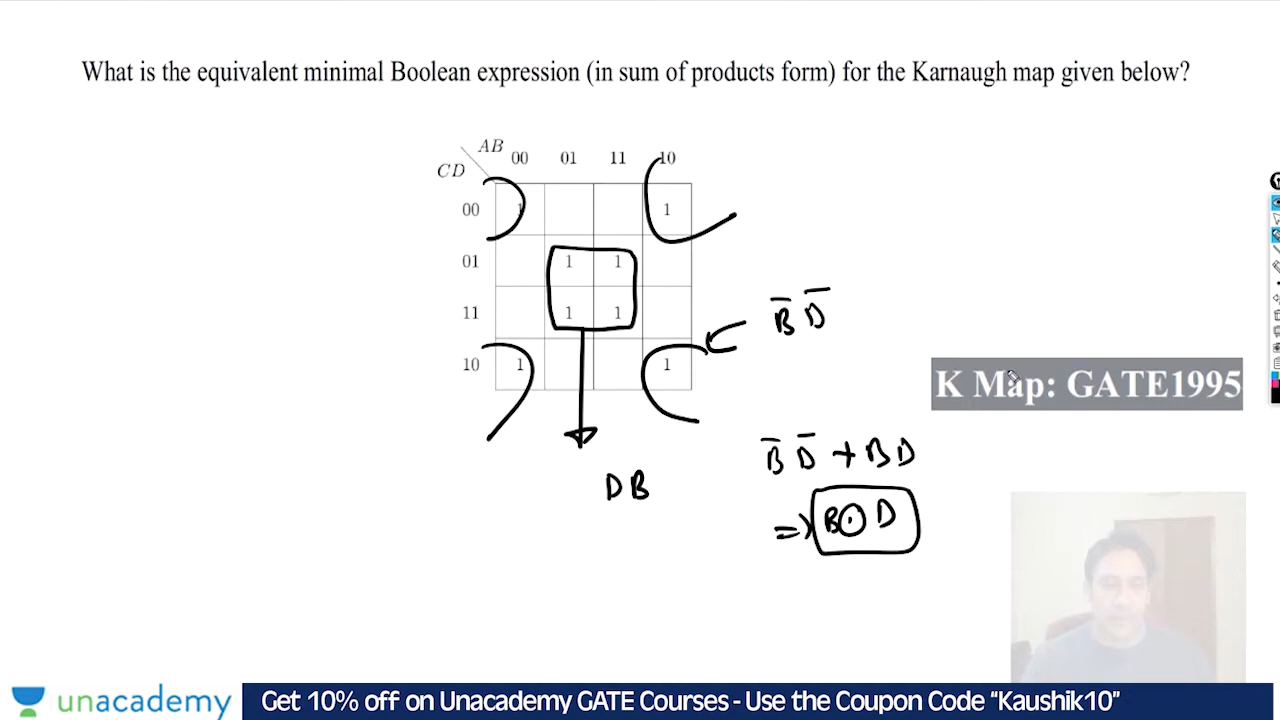 What is the equivalent minimal Boolean expression (in sum of products form) for the Karnaugh map given below?
AB
CD
00 01 11 10
00 1 1
01 1 1
11 1 1
10 1 1
B̅ D̅
K Map: GATE1995
B̅ D̅ + B D
DB
⇒ B ⊙ D
unacademy
Get 10% off on Unacademy GATE Courses - Use the Coupon Code “Kaushik10”